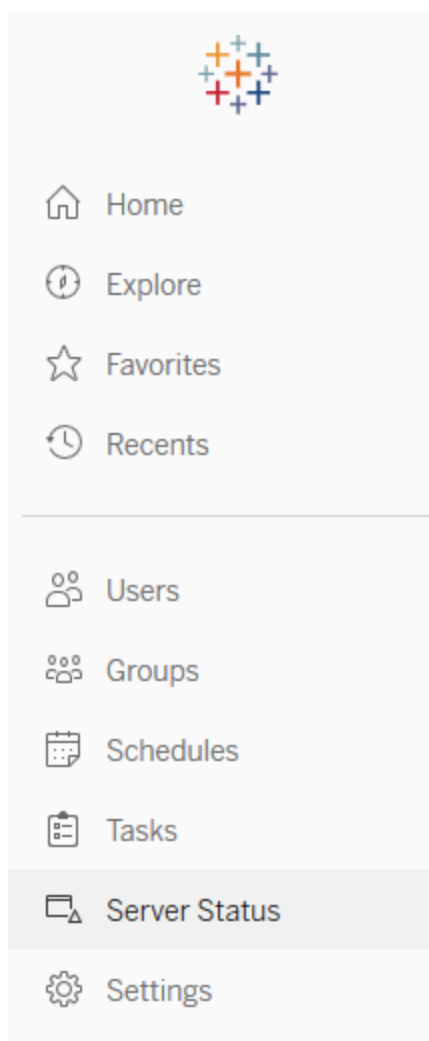 Home
Explore
Favorites
Recents
Users
Groups
Schedules
Tasks
Server Status
Settings